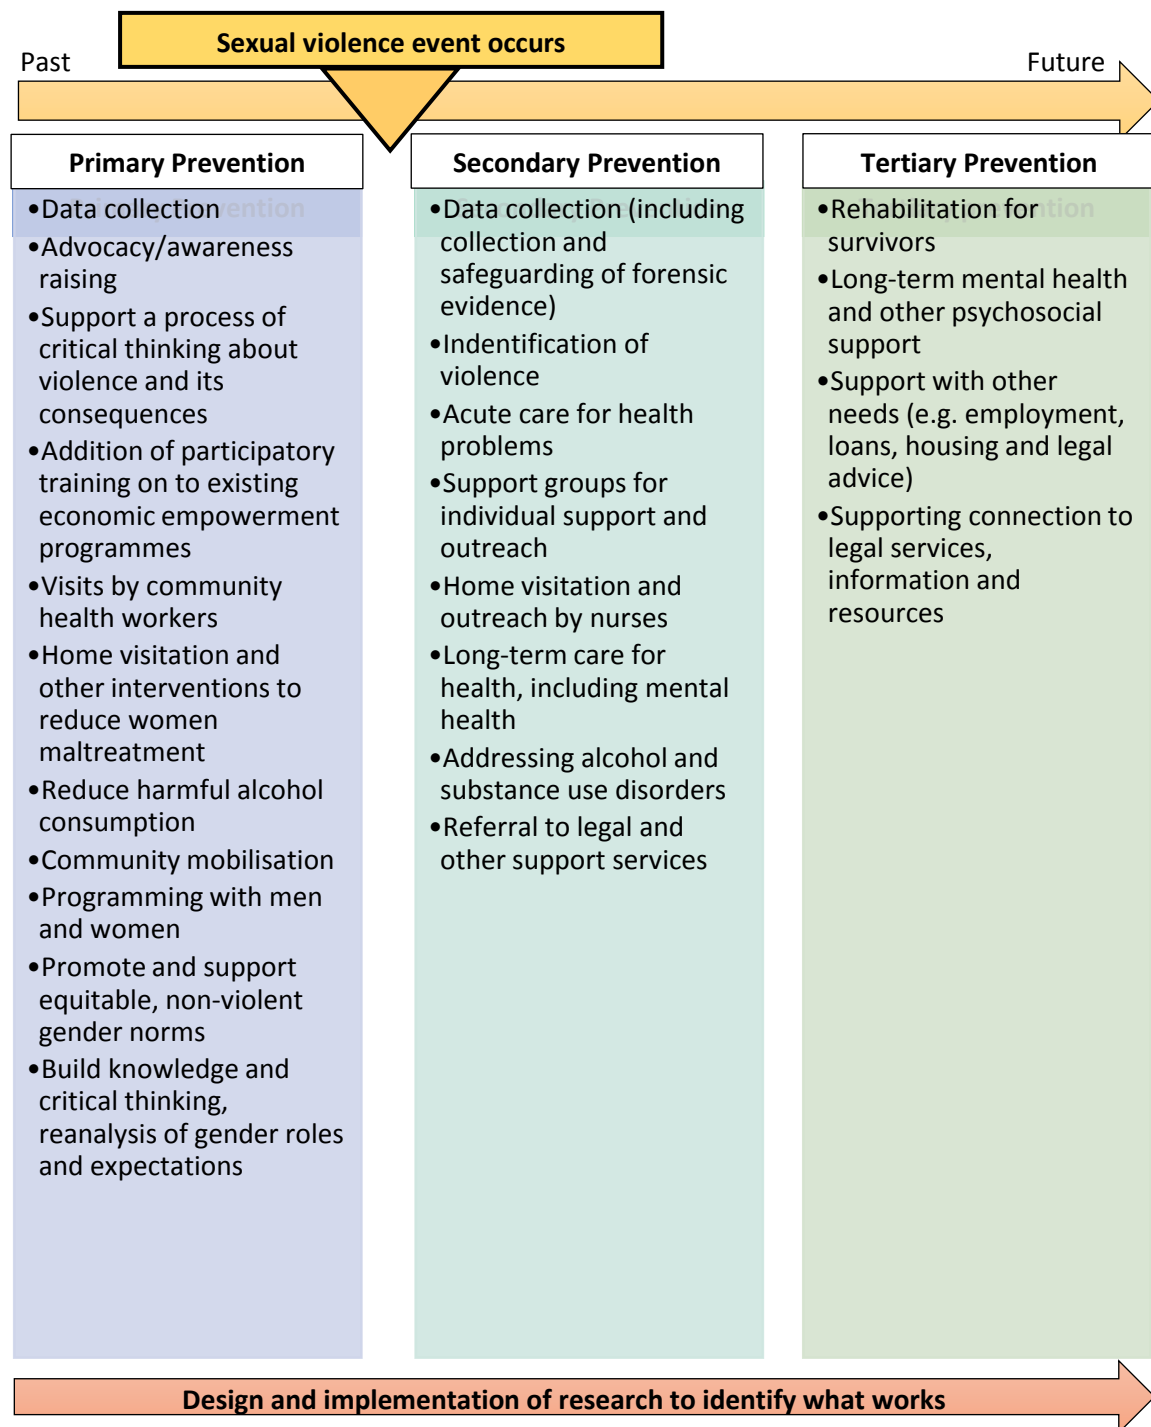 Sexual violence event occurs
Past
Future
Primary Prevention
•Data collection
•Advocacy/awareness
raising
•Support a process of
critical thinking about
violence and its
consequences
•Addition of participatory
training on to existing
economic empowerment
programmes
•Visits by community
health workers
•Home visitation and
other interventions to
reduce women
maltreatment
•Reduce harmful alcohol
consumption
•Community mobilisation
•Programming with men
and women
•Promote and support
equitable, non-violent
gender norms
•Build knowledge and
critical thinking,
reanalysis of gender roles
and expectations
Secondary Prevention
•Data collection (including
collection and
safeguarding of forensic
evidence)
•Indentification of
violence
•Acute care for health
problems
•Support groups for
individual support and
outreach
•Home visitation and
outreach by nurses
•Long-term care for
health, including mental
health
•Addressing alcohol and
substance use disorders
•Referral to legal and
other support services
Tertiary Prevention
•Rehabilitation for
survivors
•Long-term mental health
and other psychosocial
support
•Support with other
needs (e.g. employment,
loans, housing and legal
advice)
•Supporting connection to
legal services,
information and
resources
Design and implementation of research to identify what works